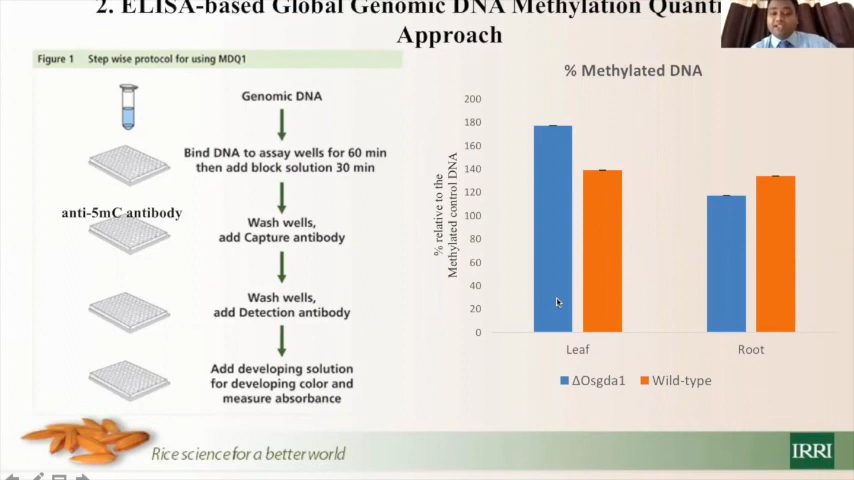 2. ELISA-based Global Genomic DNA Methylation Quanti
Approach
Figure 1 Step wise protocol for using MDQ1
Genomic DNA
Bind DNA to assay wells for 60 min
then add block solution 30 min
anti-5mC antibody
Wash wells,
add Capture antibody
Wash wells,
add Detection antibody
Add developing solution
for developing color and
measure absorbance
% Methylated DNA
% relative to the
Methylated control DNA
200
180
160
140
120
100
80
60
40
20
0
Leaf Root
ΔOsgda1 Wild-type
Rice science for a better world
IRRI